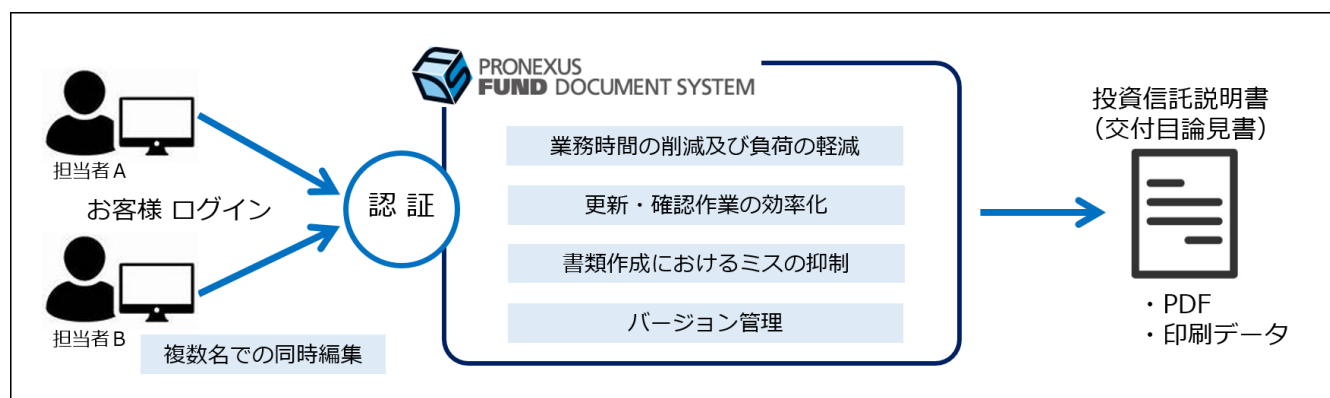 担当者A
お客様 ログイン
担当者B
複数名での同時編集
認 証
PRONEXUS
FUND DOCUMENT SYSTEM
業務時間の削減及び負荷の軽減
更新・確認作業の効率化
書類作成におけるミスの抑制
バージョン管理
投資信託説明書
（交付目論見書）
・PDF
・印刷データ